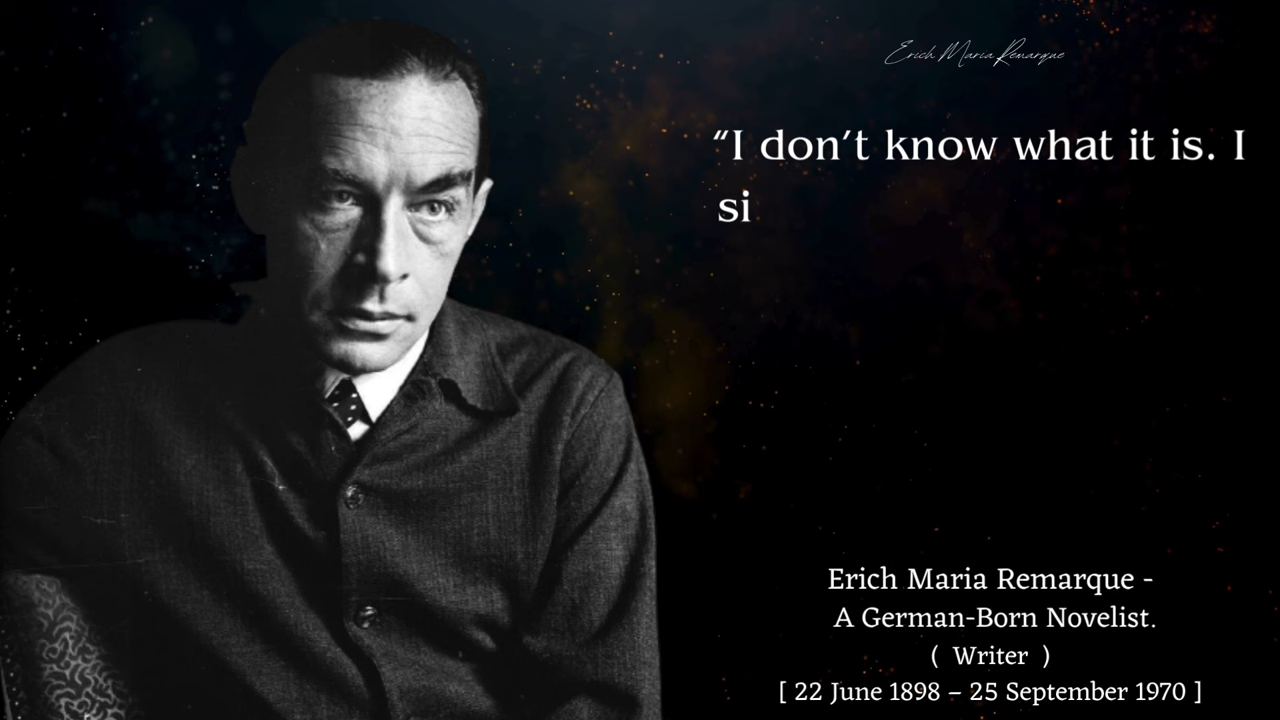 Erich Maria Remarque
“I don’t know what it is. I
si
Erich Maria Remarque -
A German-Born Novelist.
( Writer )
[ 22 June 1898 – 25 September 1970 ]